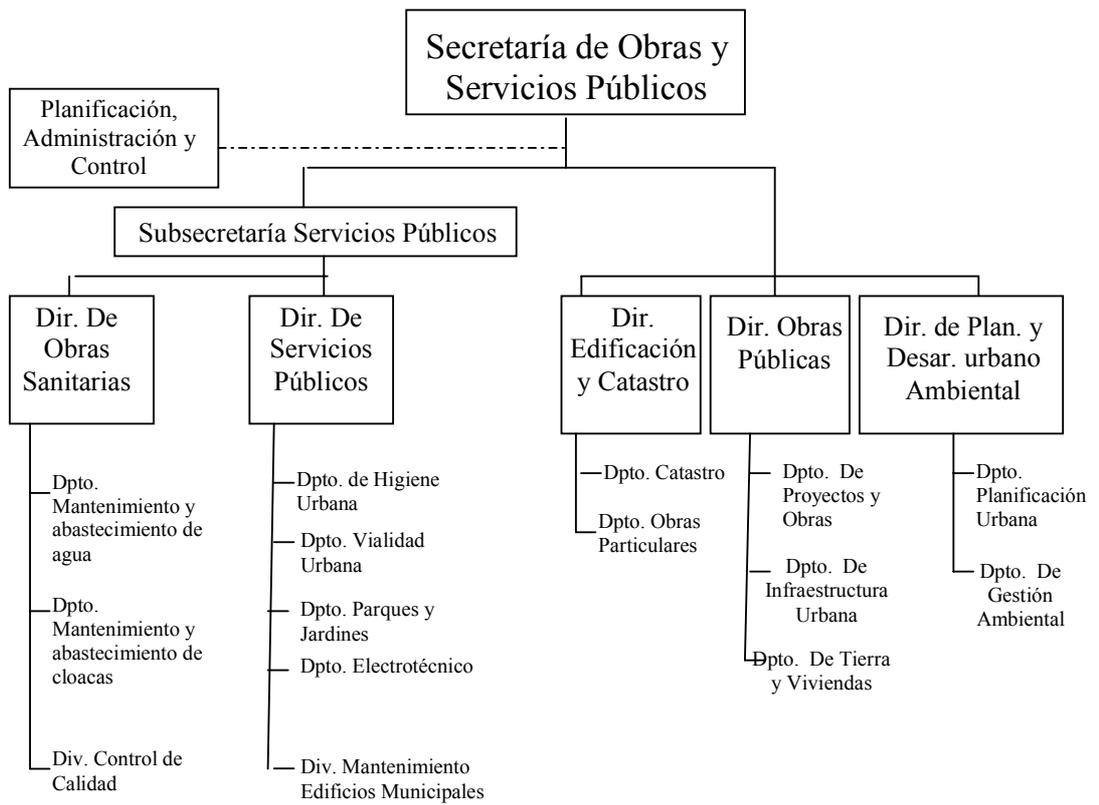 Secretaría de Obras y
Servicios Públicos
Planificación,
Administración y
Control
Subsecretaría Servicios Públicos
Dir. De
Obras
Sanitarias
Dir. De
Servicios
Públicos
Dir.
Edificación
y Catastro
Dir. Obras
Públicas
Dir. de Plan. y
Desar. urbano
Ambiental
Dpto.
Mantenimiento y
abastecimiento de
agua
Dpto.
Mantenimiento y
abastecimiento de
cloacas
Div. Control de
Calidad
Dpto. de Higiene
Urbana
Dpto. Vialidad
Urbana
Dpto. Parques y
Jardines
Dpto. Electrotécnico
Div. Mantenimiento
Edificios Municipales
Dpto. Catastro
Dpto. Obras
Particulares
Dpto. De
Proyectos y
Obras
Dpto. De
Infraestructura
Urbana
Dpto. De Tierra
y Viviendas
Dpto.
Planificación
Urbana
Dpto. De
Gestión
Ambiental